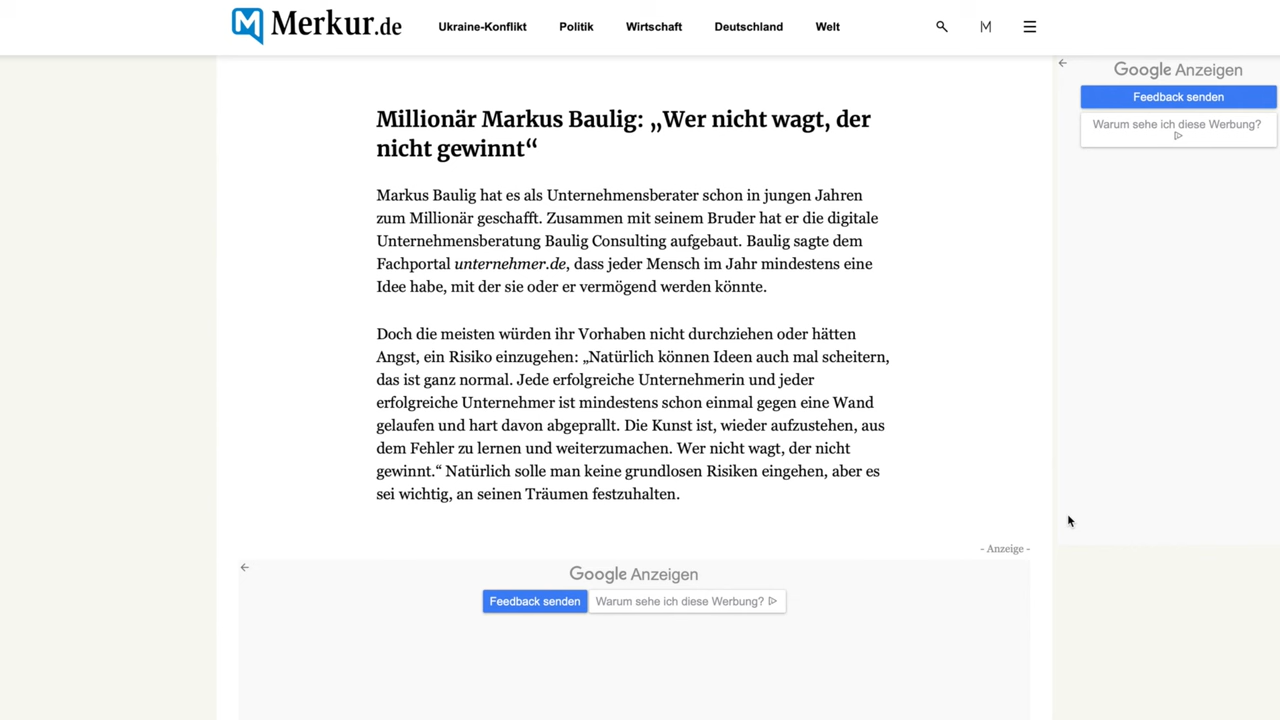 M Merkur.de
Ukraine-Konflikt Politik Wirtschaft Deutschland Welt M
Google Anzeigen
Feedback senden
Warum sehe ich diese Werbung?
Millionär Markus Baulig: „Wer nicht wagt, der
nicht gewinnt“
Markus Baulig hat es als Unternehmensberater schon in jungen Jahren
zum Millionär geschafft. Zusammen mit seinem Bruder hat er die digitale
Unternehmensberatung Baulig Consulting aufgebaut. Baulig sagte dem
Fachportal unternehmer.de, dass jeder Mensch im Jahr mindestens eine
Idee habe, mit der sie oder er vermögend werden könnte.
Doch die meisten würden ihr Vorhaben nicht durchziehen oder hätten
Angst, ein Risiko einzugehen: „Natürlich können Ideen auch mal scheitern,
das ist ganz normal. Jede erfolgreiche Unternehmerin und jeder
erfolgreiche Unternehmer ist mindestens schon einmal gegen eine Wand
gelaufen und hart davon abgeprallt. Die Kunst ist, wieder aufzustehen, aus
dem Fehler zu lernen und weiterzumachen. Wer nicht wagt, der nicht
gewinnt.“ Natürlich solle man keine grundlosen Risiken eingehen, aber es
sei wichtig, an seinen Träumen festzuhalten.
- Anzeige -
Google Anzeigen
Feedback senden Warum sehe ich diese Werbung?